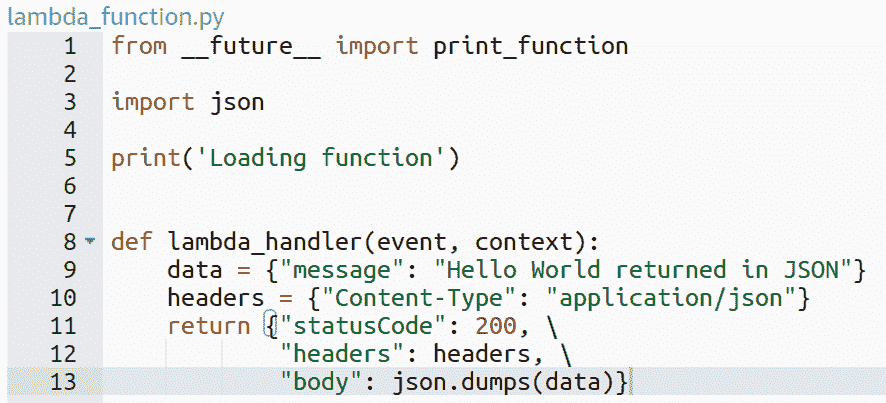 lambda_function.py
1 from __future__ import print_function
2
3 import json
4
5 print('Loading function')
6
7
8 def lambda_handler(event, context):
9     data = {"message": "Hello World returned in JSON"}
10     headers = {"Content-Type": "application/json"}
11     return {"statusCode": 200, \
12             "headers": headers, \
13             "body": json.dumps(data)}